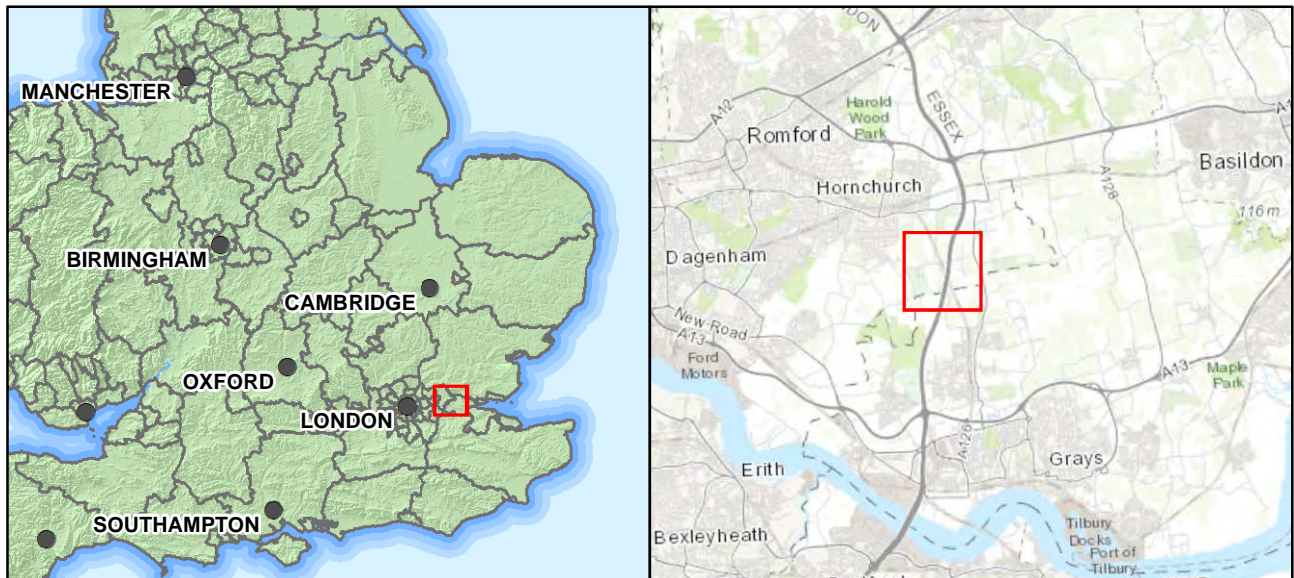 MANCHESTER
BIRMINGHAM
CAMBRIDGE
OXFORD
LONDON
SOUTHAMPTON
ESSEX
A12
Harold
Wood
Park
Romford
Basildon
Hornchurch
A128
116 m
Dagenham
New Road
A13
Ford
Motors
A13
Maple
Park
A126
Grays
Erith
Bexleyheath
Tilbury
Docks
Port of
Tilbury